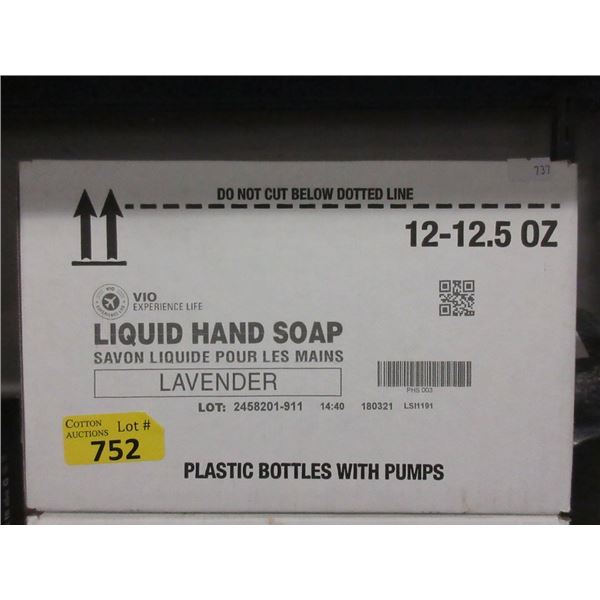 737
DO NOT CUT BELOW DOTTED LINE
12-12.5 OZ
VIO
EXPERIENCE LIFE
LIQUID HAND SOAP
SAVON LIQUIDE POUR LES MAINS
LAVENDER
PHS 003
LOT: 2458201-911 14:40 180321 LSI1191
COTTON
AUCTIONS
Lot #
752
PLASTIC BOTTLES WITH PUMPS